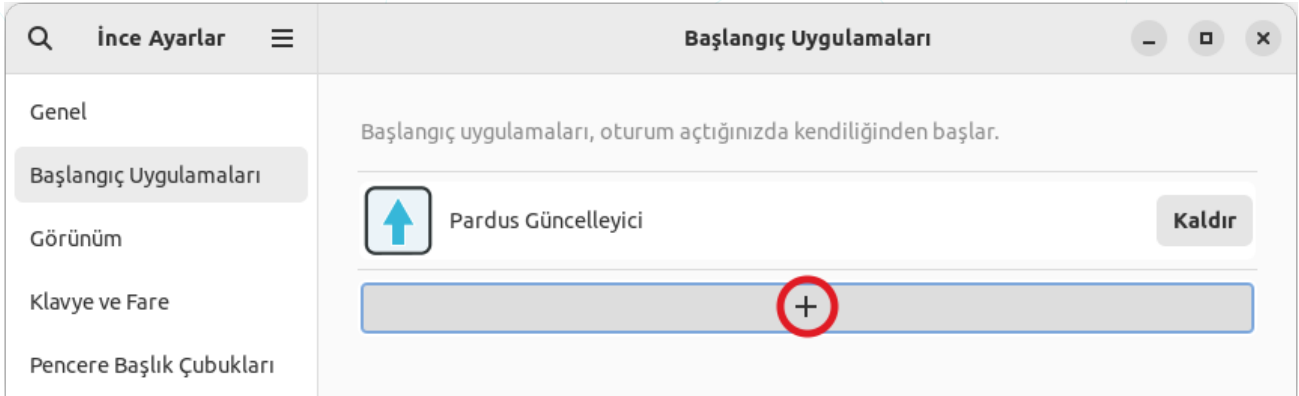 İnce Ayarlar
Başlangıç Uygulamaları
Genel
Başlangıç Uygulamaları
Görünüm
Klavye ve Fare
Pencere Başlık Çubukları
Başlangıç uygulamaları, oturum açtığınızda kendiliğinden başlar.
Pardus Güncelleyici
Kaldır